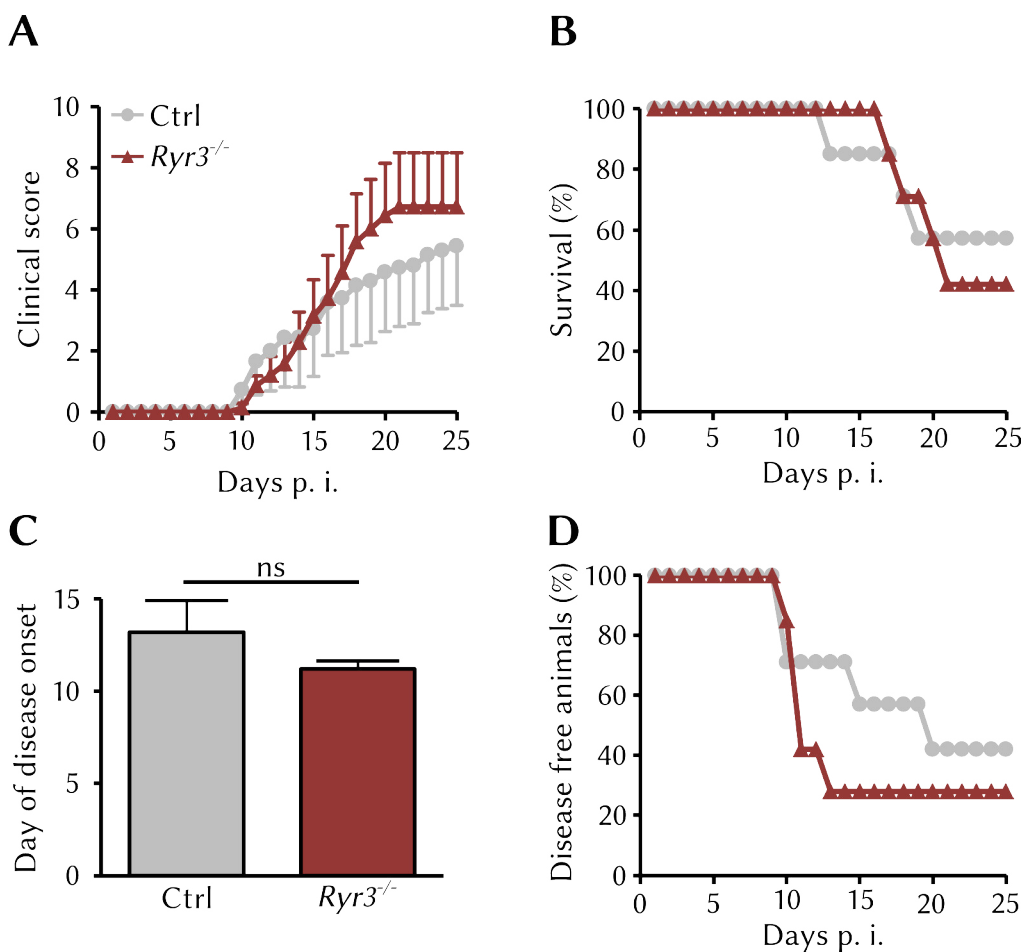 A
Clinical score
10
8
6
4
2
0
Ctrl
Ryr3-/-
0 5 10 15 20 25
Days p. i.
B
Survival (%)
100
80
60
40
20
0
0 5 10 15 20 25
Days p. i.
C
Day of disease onset
15
10
5
0
ns
Ctrl Ryr3-/-
D
Disease free animals (%)
100
80
60
40
20
0
0 5 10 15 20 25
Days p. i.